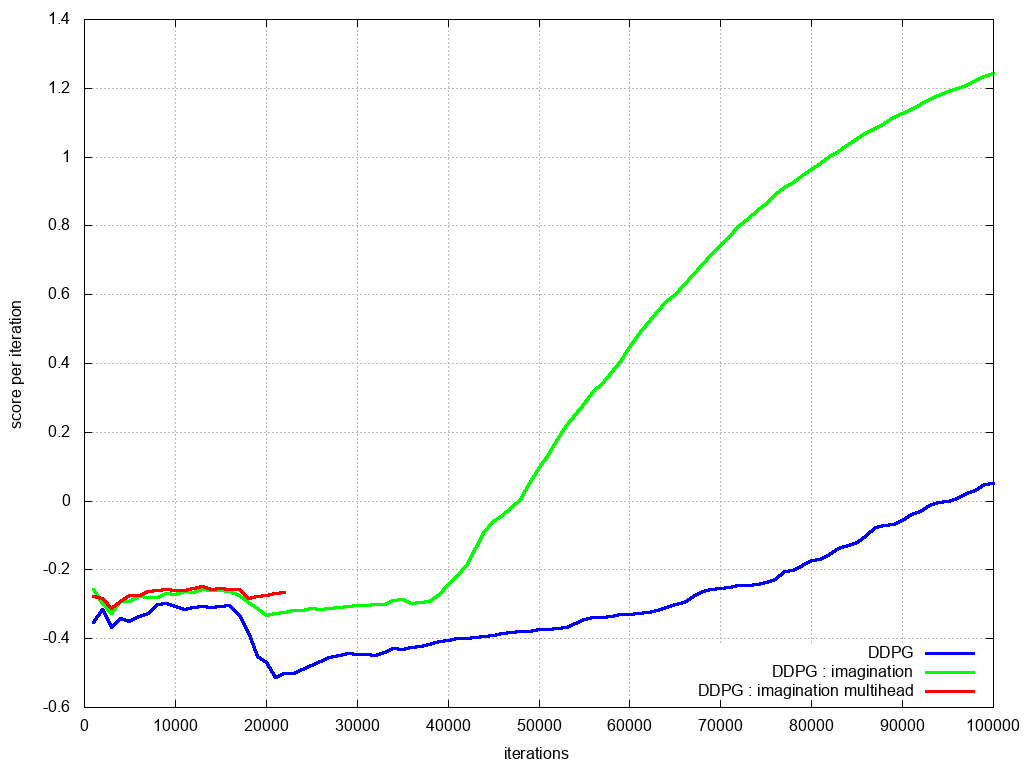 1.4
1.2
1
0.8
0.6
0.4
0.2
0
-0.2
-0.4
-0.6
score per iteration
0 10000 20000 30000 40000 50000 60000 70000 80000 90000 100000
iterations
DDPG
DDPG : imagination
DDPG : imagination multihead